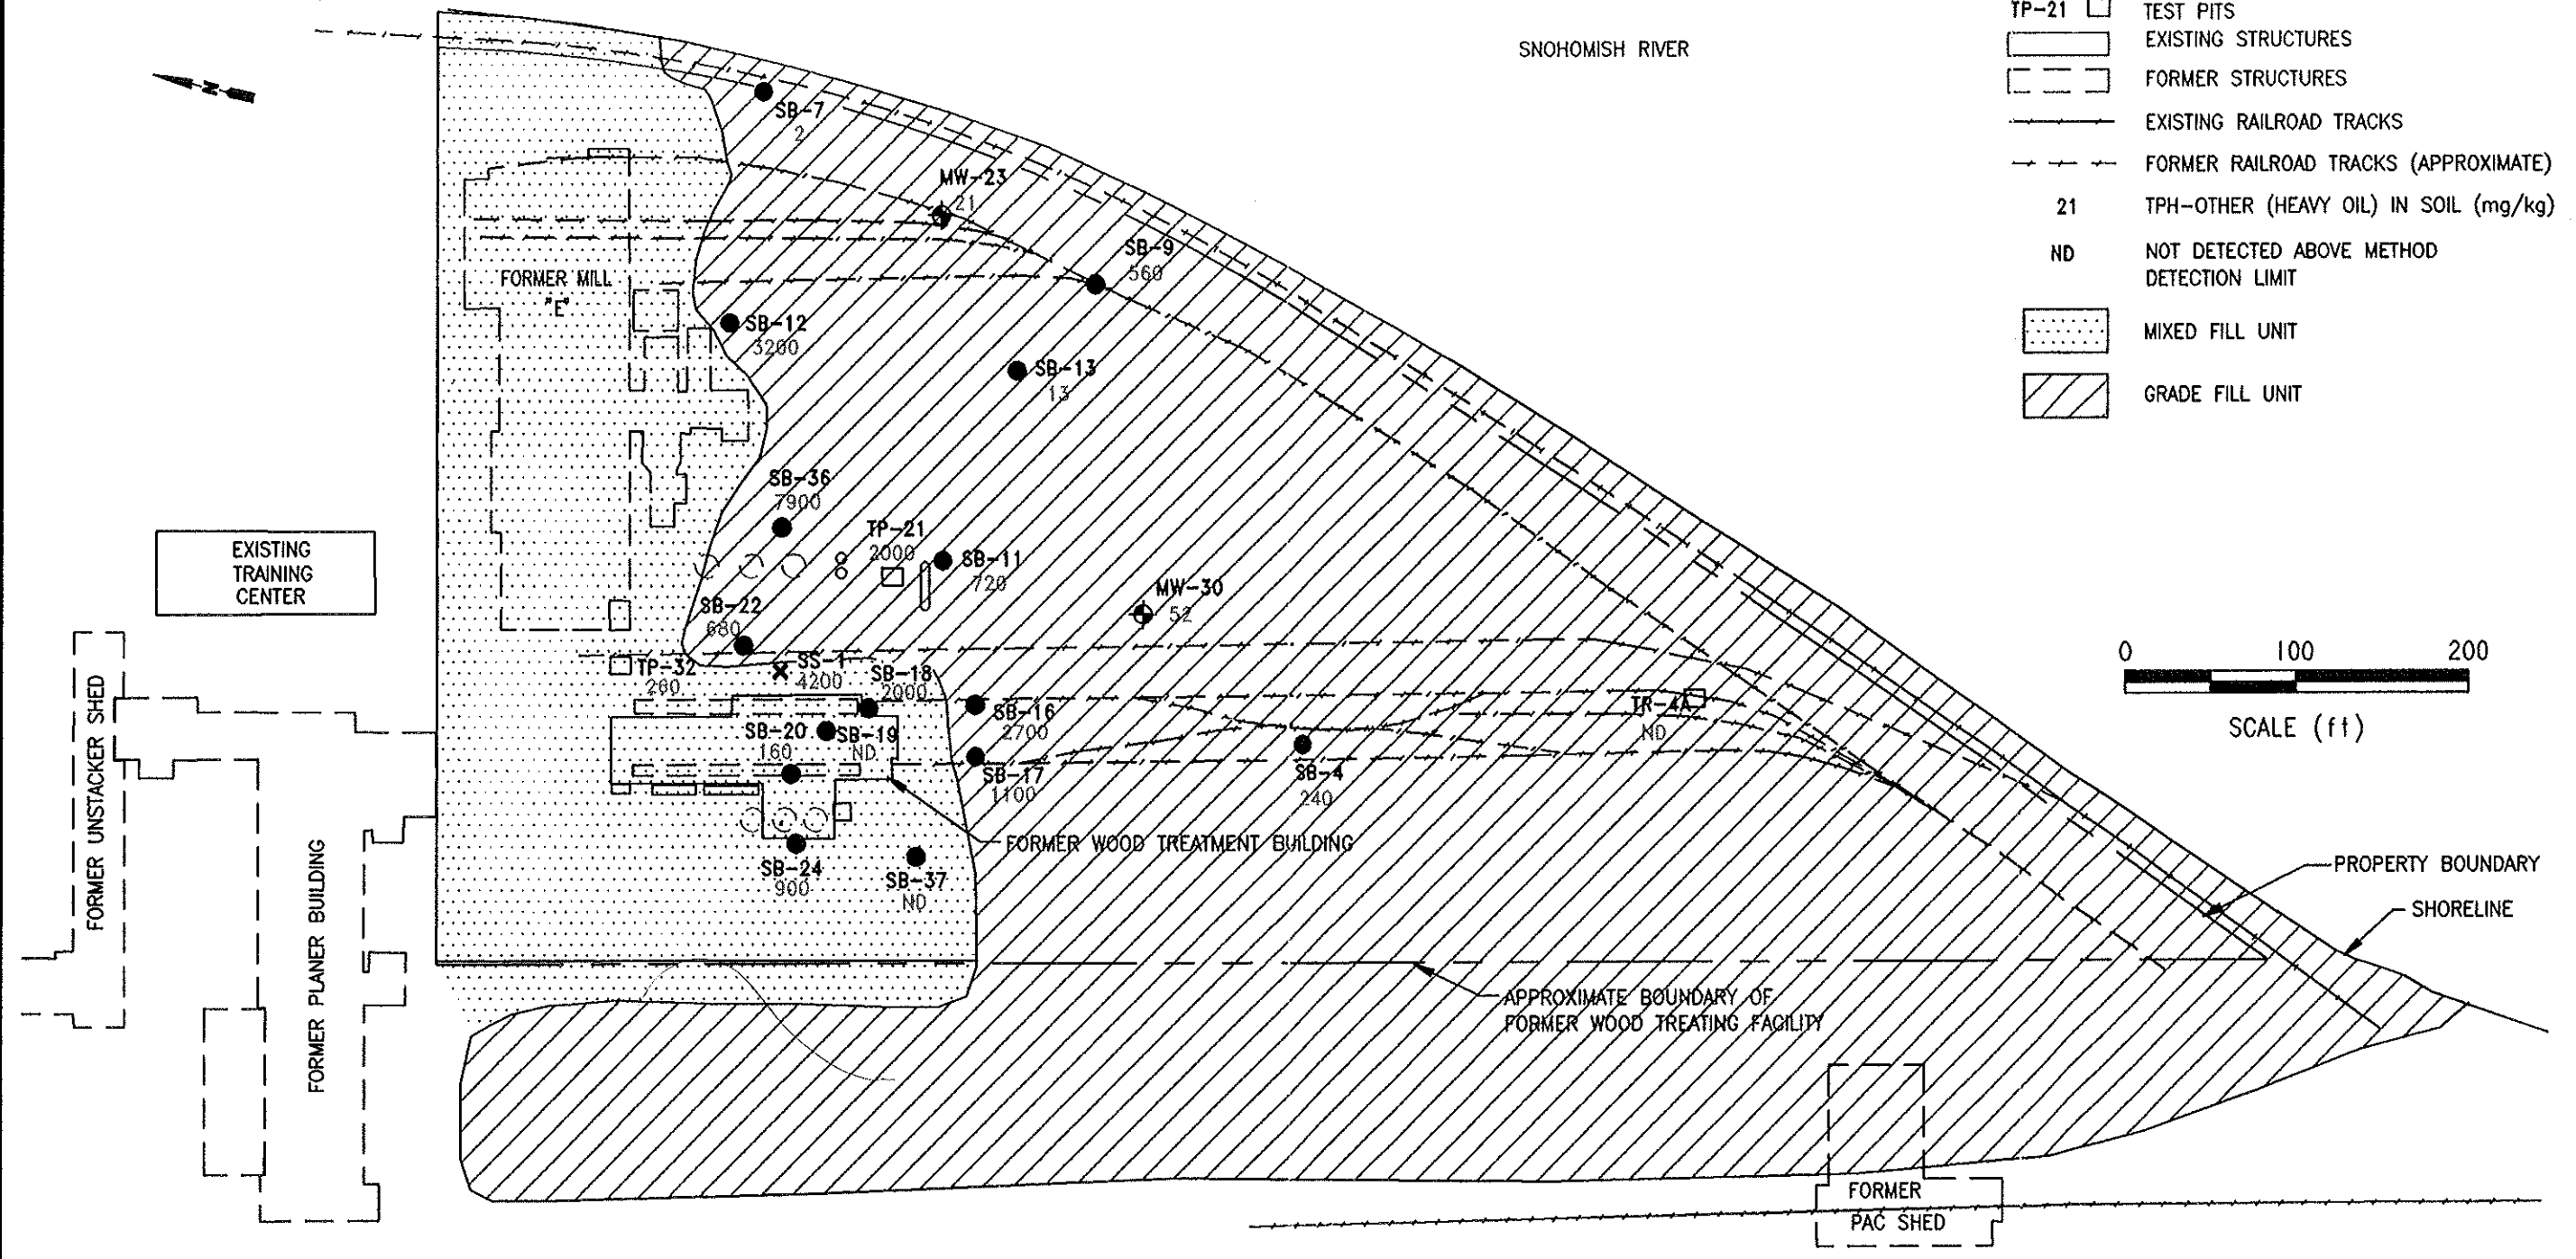 SNOHOMISH RIVER
TP-21 TEST PITS
EXISTING STRUCTURES
FORMER STRUCTURES
EXISTING RAILROAD TRACKS
FORMER RAILROAD TRACKS (APPROXIMATE)
21 TPH-OTHER (HEAVY OIL) IN SOIL (mg/kg)
ND NOT DETECTED ABOVE METHOD
DETECTION LIMIT
MIXED FILL UNIT
GRADE FILL UNIT
N
SB-7
2
MW-23
21
SB-9
560
FORMER MILL
"E"
SB-12
3200
SB-13
13
SB-36
7900
TP-21
2000
SB-11
720
EXISTING
TRAINING
CENTER
MW-30
52
SB-22
680
TP-32
200
SS-1
4200
SB-18
2000
SB-16
2700
TR-4A
ND
SB-20
160
SB-19
ND
SB-17
1100
SB-4
240
0 100 200
SCALE (ft)
FORMER UNSTACKER SHED
FORMER PLANER BUILDING
FORMER WOOD TREATMENT BUILDING
SB-24
900
SB-37
ND
PROPERTY BOUNDARY
SHORELINE
APPROXIMATE BOUNDARY OF
FORMER WOOD TREATING FACILITY
FORMER
PAC SHED